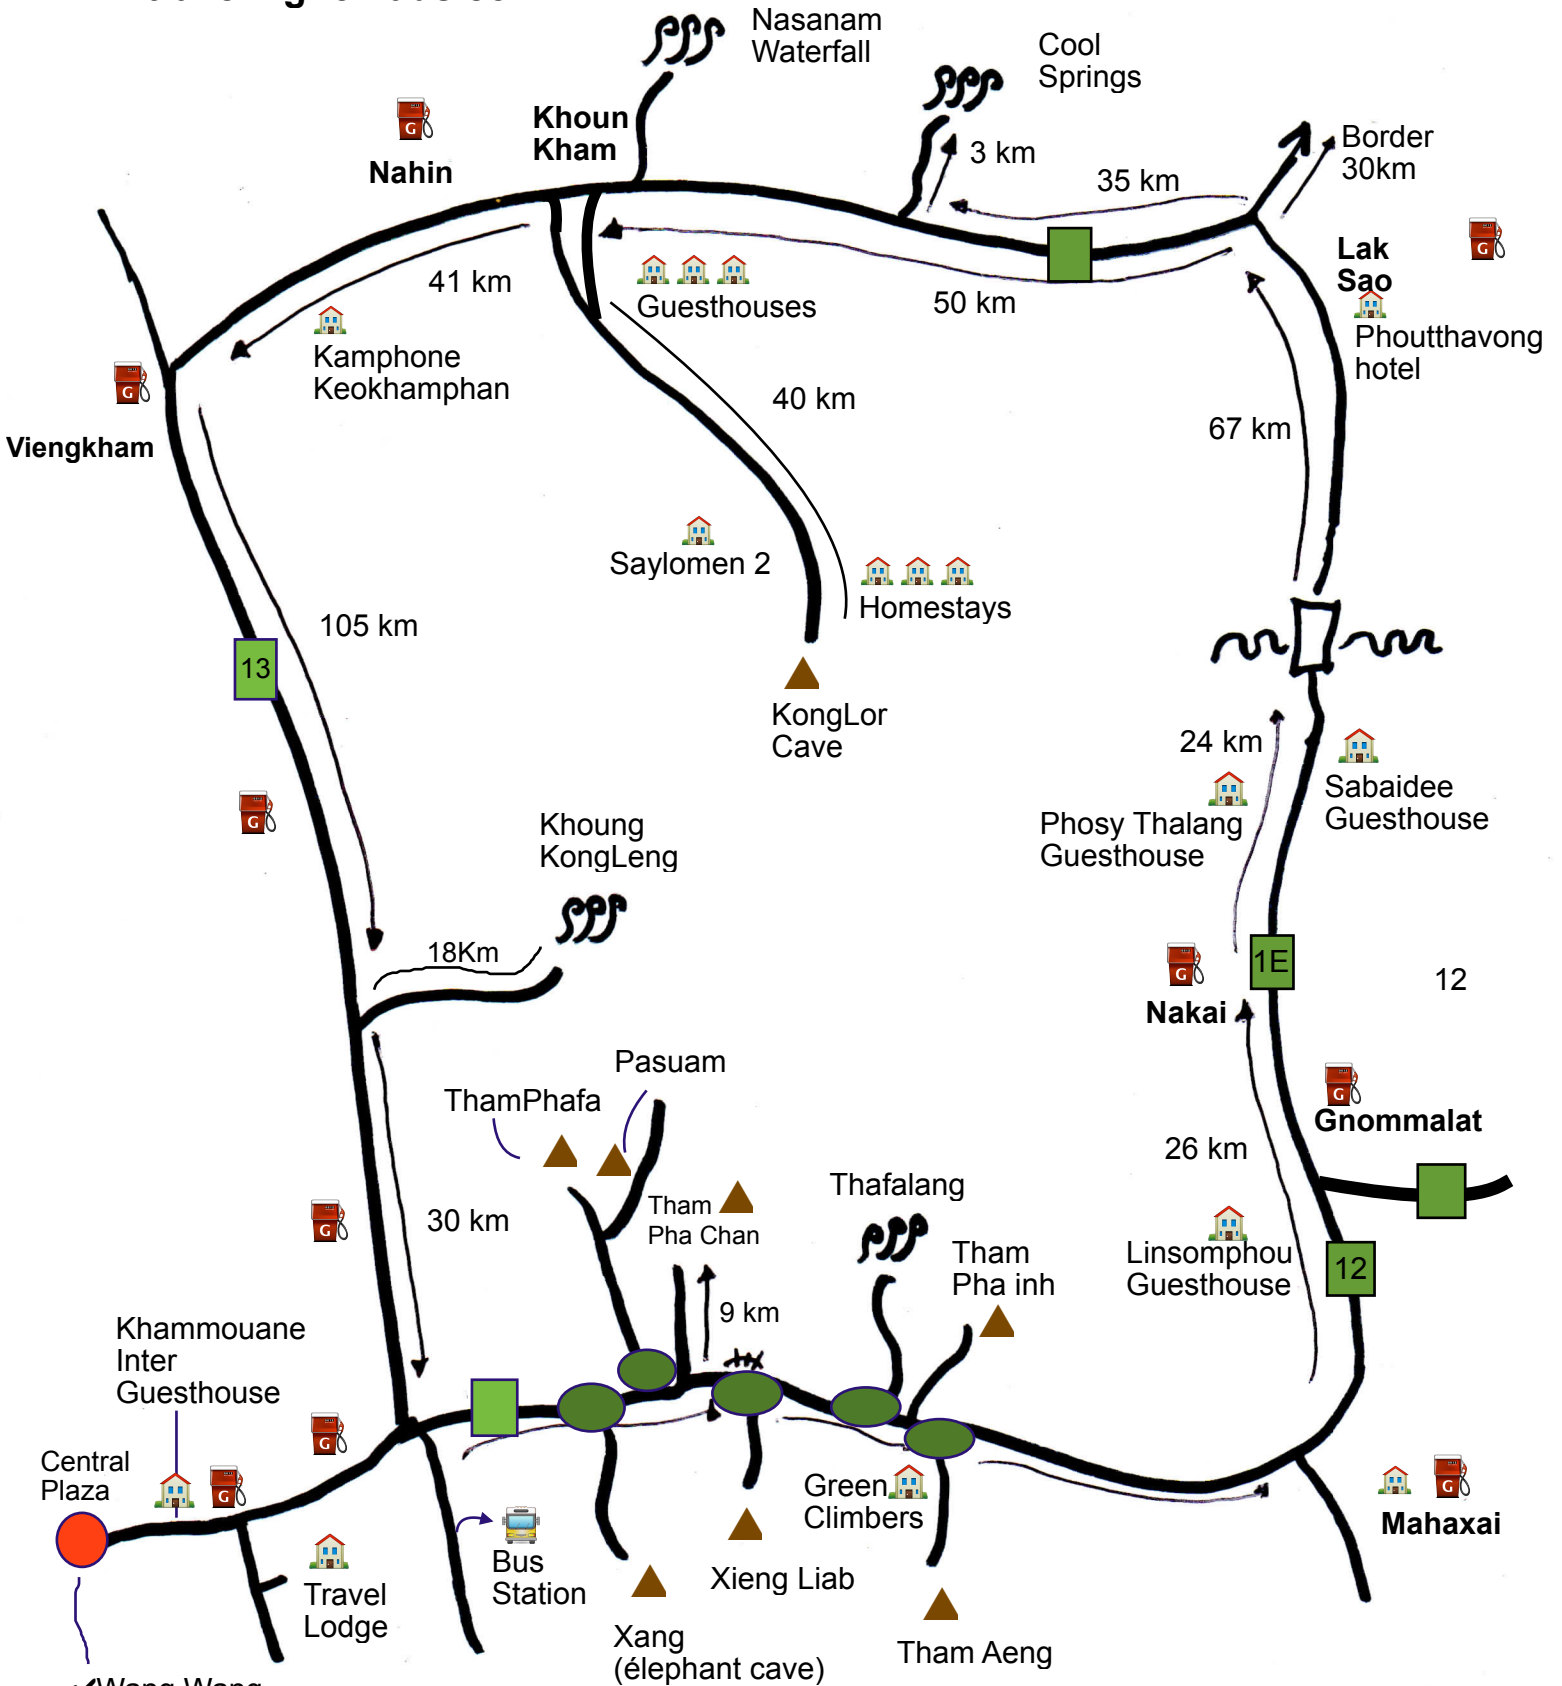 Nasanam
Waterfall
Cool
Springs
Khoun
Kham
Nahin
3 km
Border
30km
35 km
Lak
Sao
41 km
Guesthouses
50 km
Kamphone
Keokhamphan
Phoutthavong
hotel
40 km
67 km
Viengkham
Saylomen 2
Homestays
105 km
13
KongLor
Cave
24 km
Sabaidee
Guesthouse
Phosy Thalang
Guesthouse
Khoung
KongLeng
18Km
1E
12
Nakai
Pasuam
ThamPhafa
Gnommalat
26 km
Tham
Pha Chan
Thafalang
30 km
Tham
Pha inh
Linsomphou
Guesthouse
12
9 km
Khammouane
Inter
Guesthouse
Central
Plaza
Green
Climbers
Mahaxai
Bus
Station
Travel
Lodge
Xieng Liab
Xang
(élephant cave)
Tham Aeng
Wang Wang